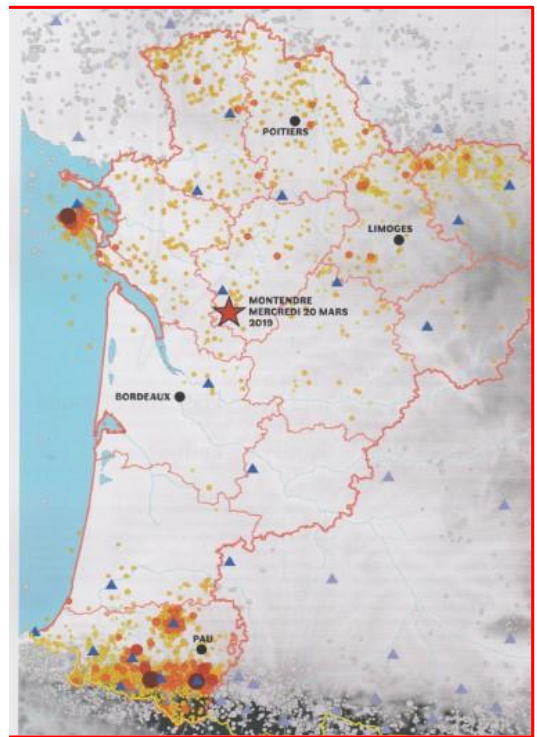 POITIERS
LIMOGES
MONTENDRE
MERCREDI 20 MARS
2019
BORDEAUX
PAU